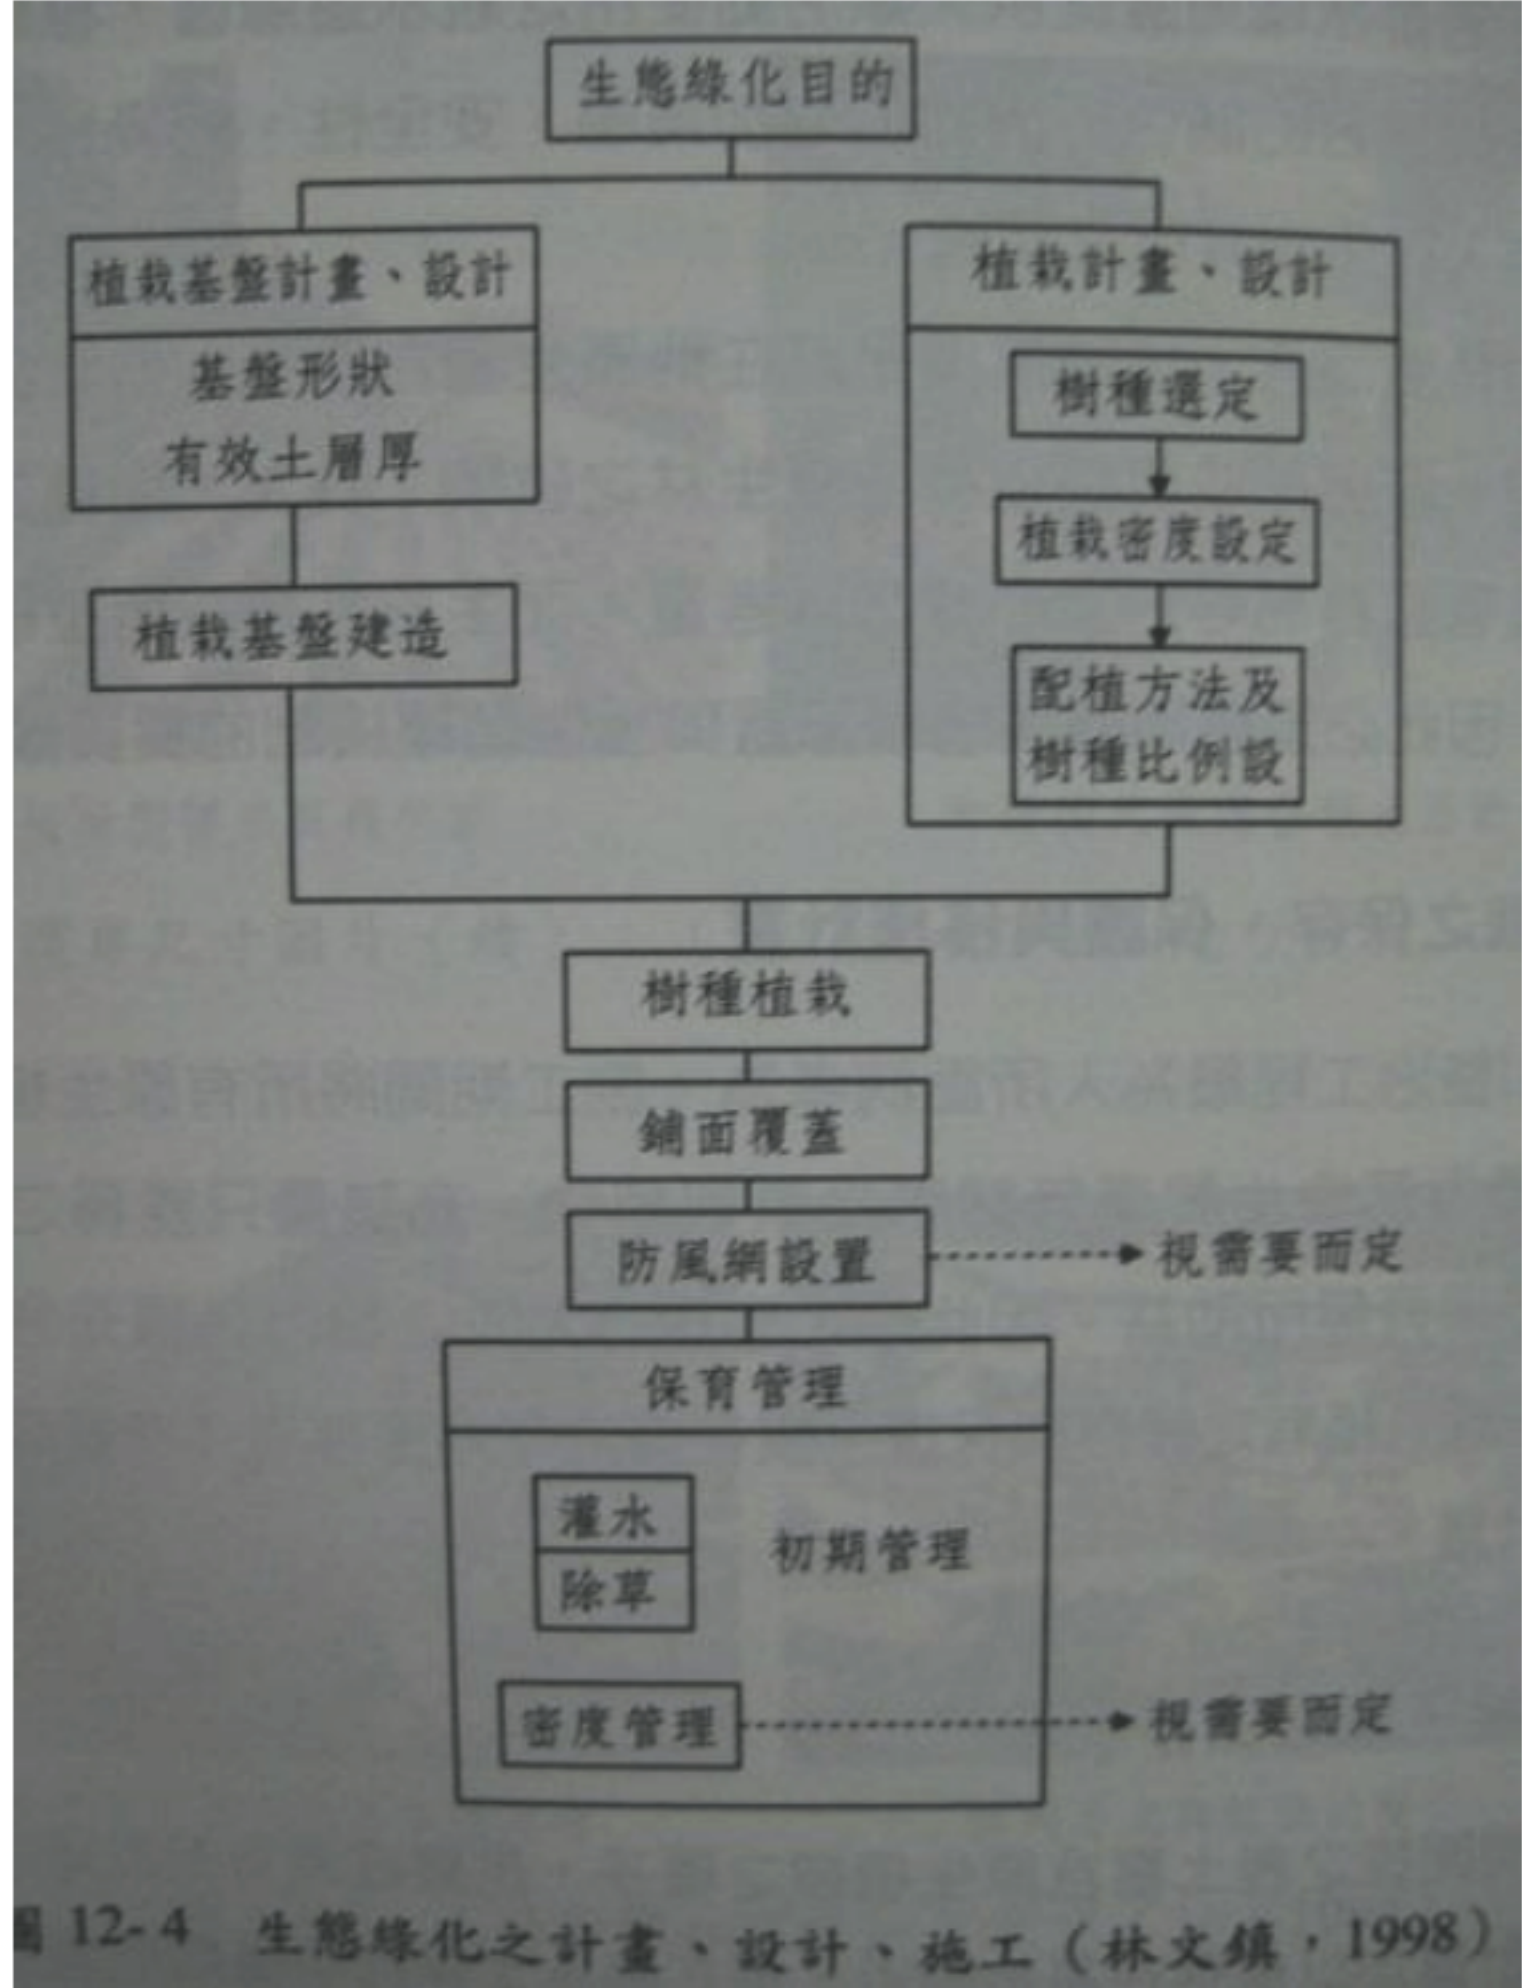 生態綠化目的
植栽基盤計畫、設計
基盤形狀
有效土層厚
植栽基盤建造
植栽計畫、設計
樹種選定
植栽密度設定
配植方法及
樹種比例設
樹種植栽
鋪面覆蓋
防風網設置
視需要而定
保育管理
灌水
除草
初期管理
密度管理
視需要而定
圖 12-4 生態綠化之計畫、設計、施工(林文鎮,1998)